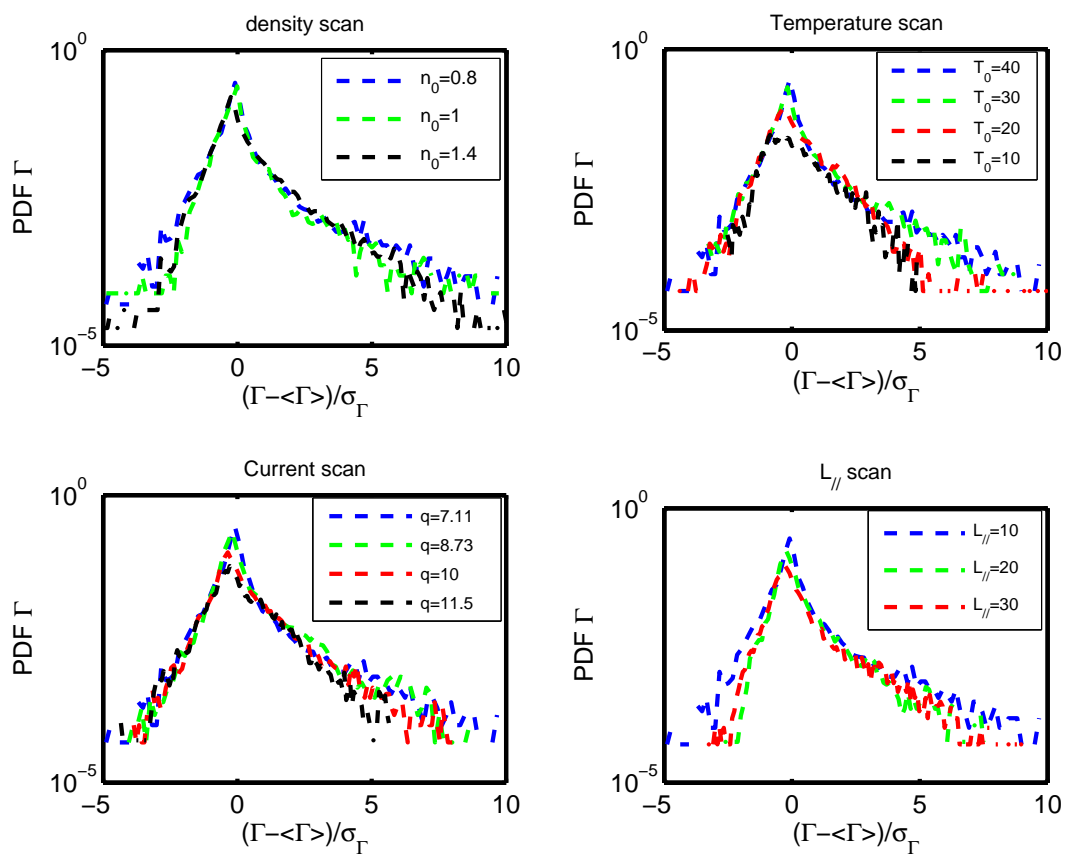 density scan
10^0
PDF Γ
10^−5
−5 0 5 10
(Γ−<Γ>)/σ_Γ
n_0=0.8
n_0=1
n_0=1.4
Temperature scan
10^0
PDF Γ
10^−5
−5 0 5 10
(Γ−<Γ>)/σ_Γ
T_0=40
T_0=30
T_0=20
T_0=10
Current scan
10^0
PDF Γ
10^−5
−5 0 5 10
(Γ−<Γ>)/σ_Γ
q=7.11
q=8.73
q=10
q=11.5
L_// scan
10^0
PDF Γ
10^−5
−5 0 5 10
(Γ−<Γ>)/σ_Γ
L_//=10
L_//=20
L_//=30